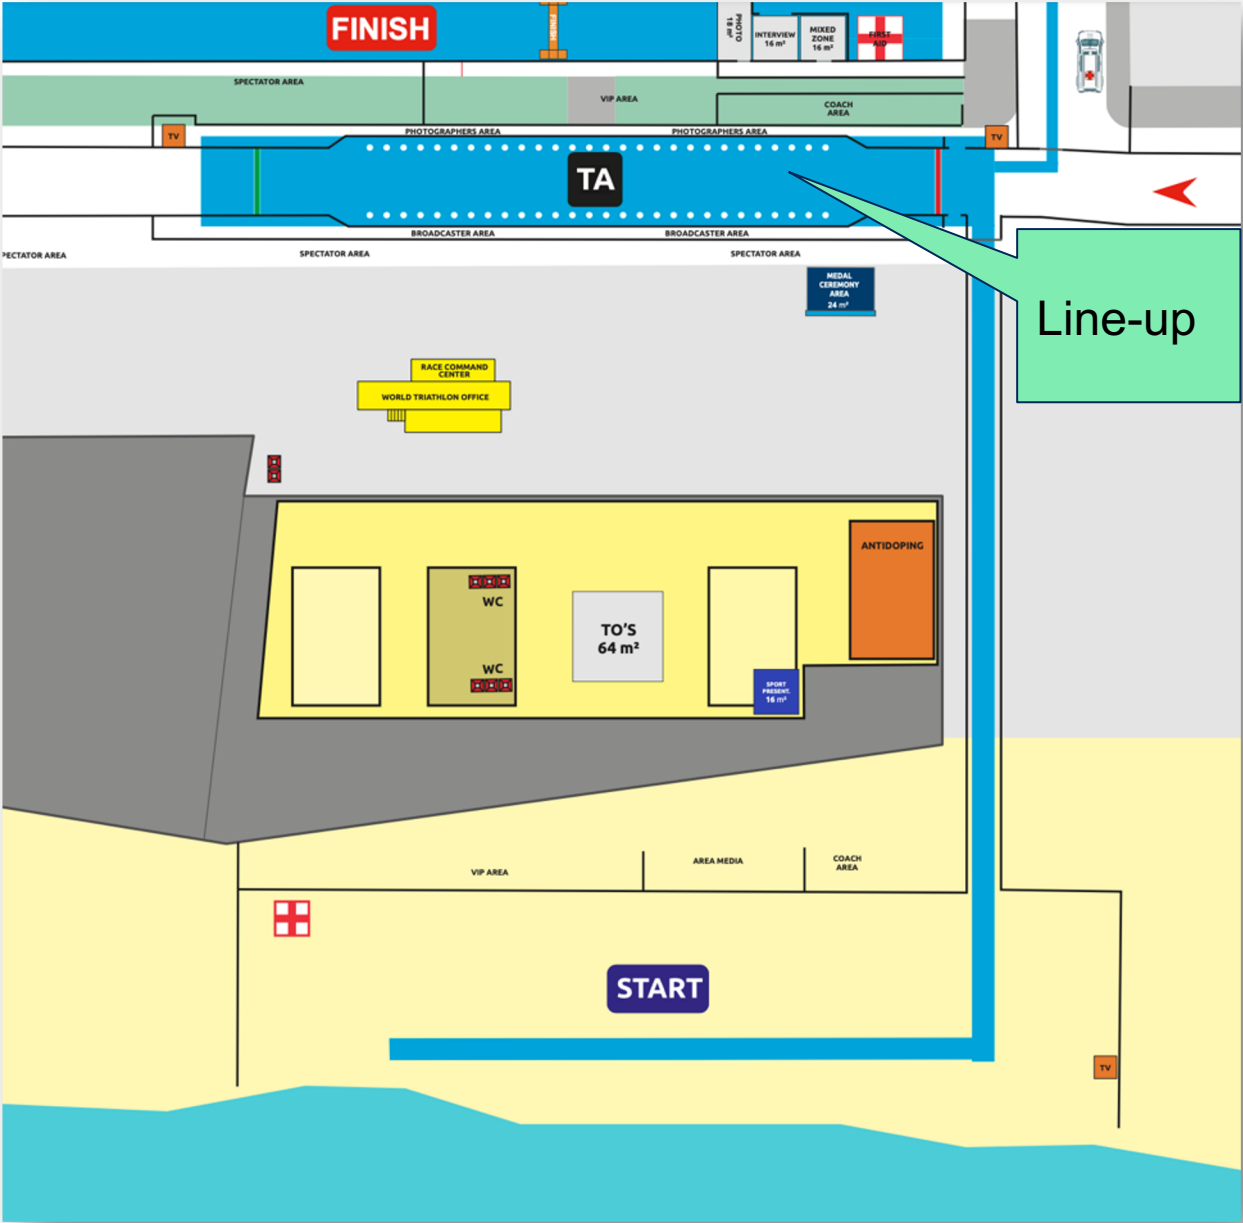 FINISH
FINISH
PHOTO
18 m²
INTERVIEW
16 m²
MIXED
ZONE
16 m²
FIRST
AID
SPECTATOR AREA
VIP AREA
COACH
AREA
TV
PHOTOGRAPHERS AREA
PHOTOGRAPHERS AREA
TV
TA
BROADCASTER AREA
BROADCASTER AREA
PECTATOR AREA
SPECTATOR AREA
SPECTATOR AREA
MEDAL
CEREMONY
AREA
24 m²
Line-up
RACE COMMAND
CENTER
WORLD TRIATHLON OFFICE
ANTIDOPING
WC
TO'S
64 m²
WC
SPORT
PRESENT.
16 m²
VIP AREA
AREA MEDIA
COACH
AREA
START
TV